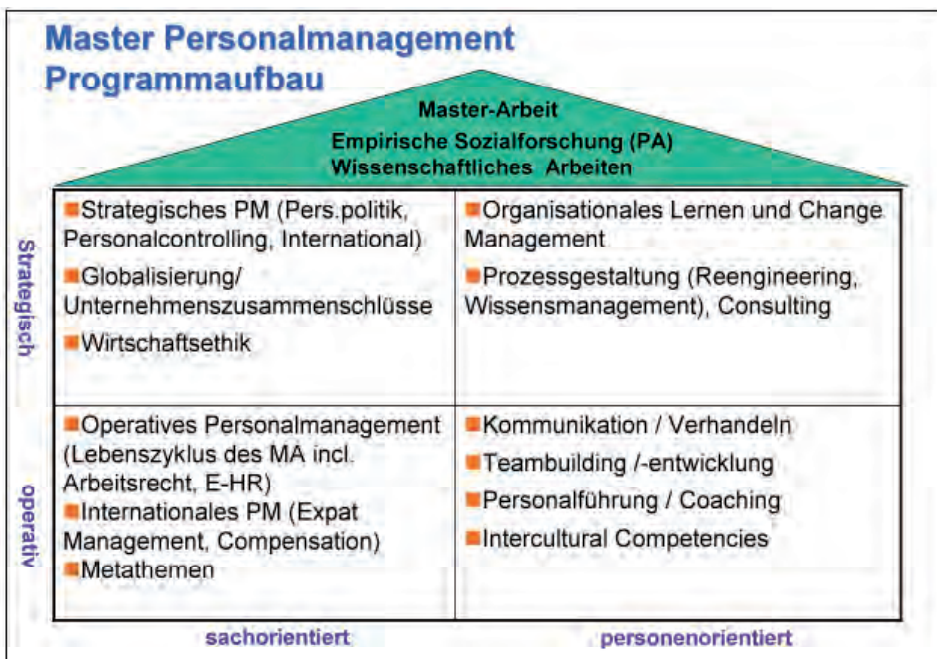 Master Personalmanagement
Programmaufbau
Master-Arbeit
Empirische Sozialforschung (PA)
Wissenschaftliches Arbeiten
Strategisch
Strategisches PM (Pers.politik,
Personalcontrolling, International)
Globalisierung/
Unternehmenszusammenschlüsse
Wirtschaftsethik
Organisationales Lernen und Change
Management
Prozessgestaltung (Reengineering,
Wissensmanagement), Consulting
operativ
Operatives Personalmanagement
(Lebenszyklus des MA incl.
Arbeitsrecht, E-HR)
Internationales PM (Expat
Management, Compensation)
Metathemen
Kommunikation / Verhandeln
Teambuilding /-entwicklung
Personalführung / Coaching
Intercultural Competencies
sachorientiert
personenorientiert